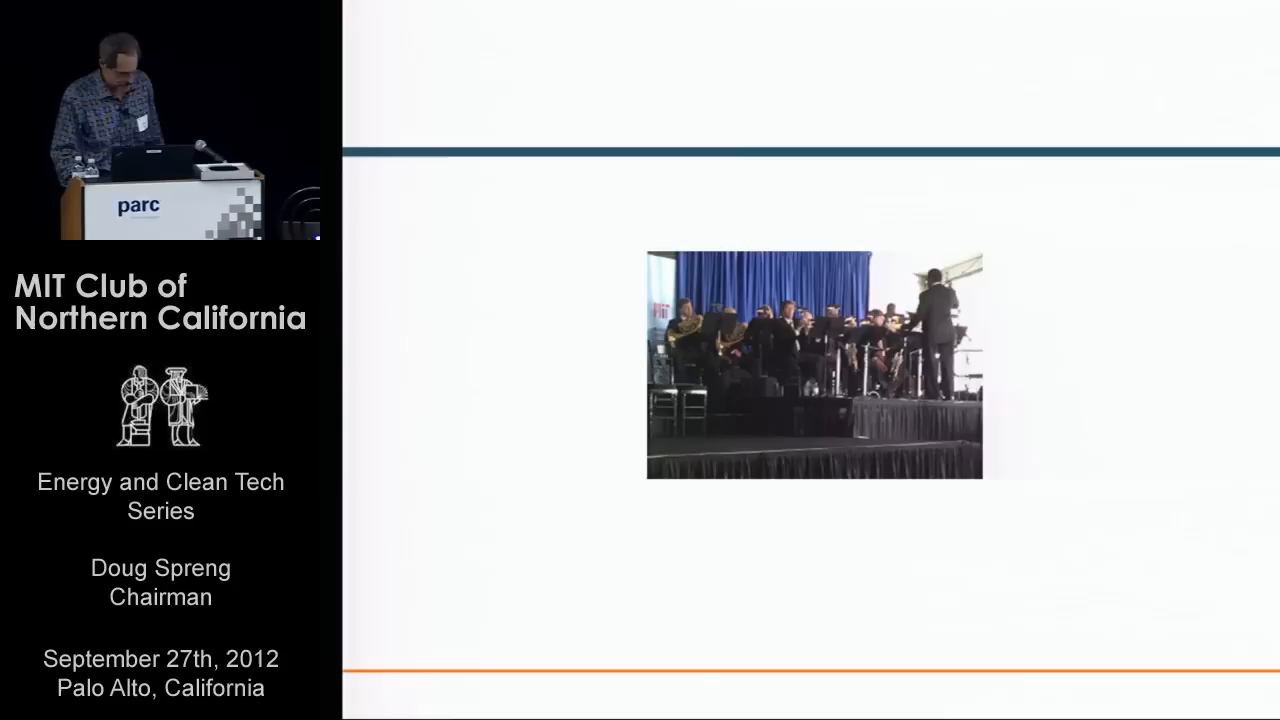 parc
MIT Club of
Northern California
Energy and Clean Tech
Series
Doug Spreng
Chairman
September 27th, 2012
Palo Alto, California
MIT